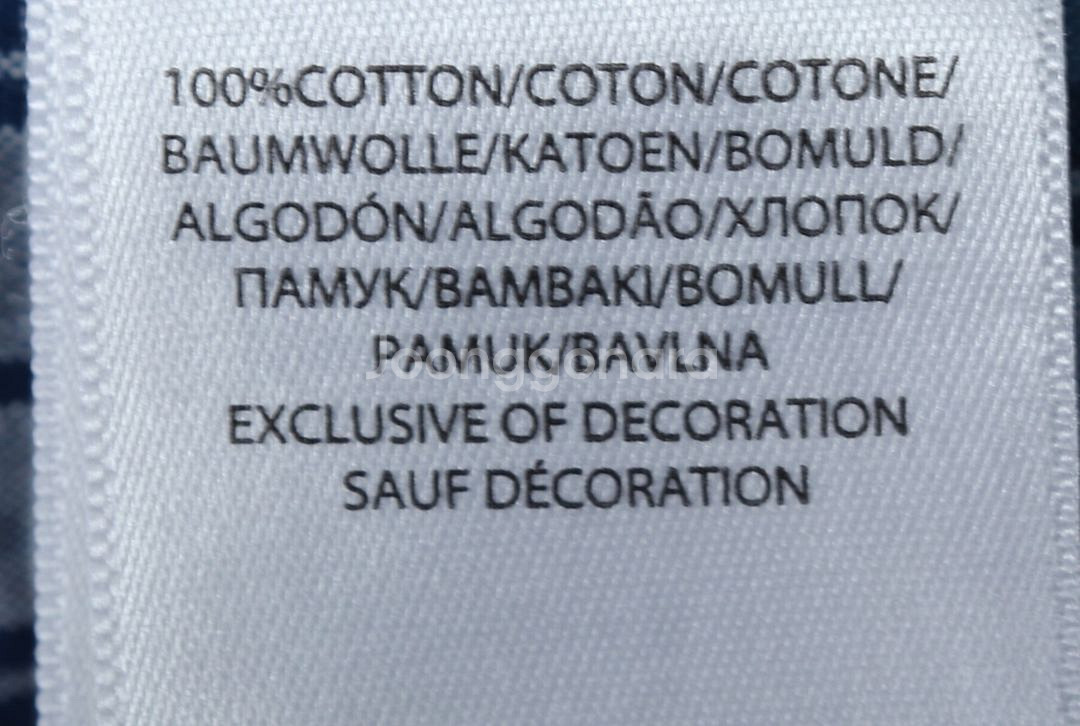 100%COTTON/COTON/COTONE/
BAUMWOLLE/KATOEN/BOMULD/
ALGODÓN/ALGODÃO/ХЛОПОК/
ПАМУК/BAMBAKI/BOMULL/
PAMUK/BAVLNA
Joonggonara
EXCLUSIVE OF DECORATION
SAUF DÉCORATION